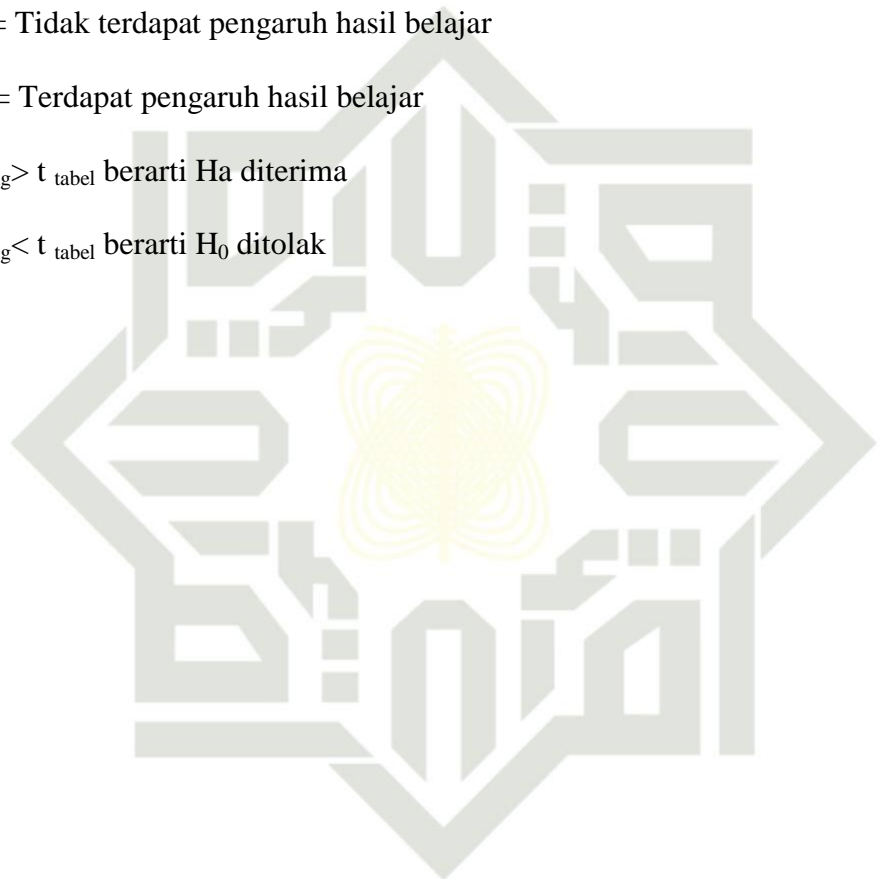 = Tidak terdapat pengaruh hasil belajar
= Terdapat pengaruh hasil belajar
g> t tabel berarti Ha diterima
g< t tabel berarti H₀ ditolak